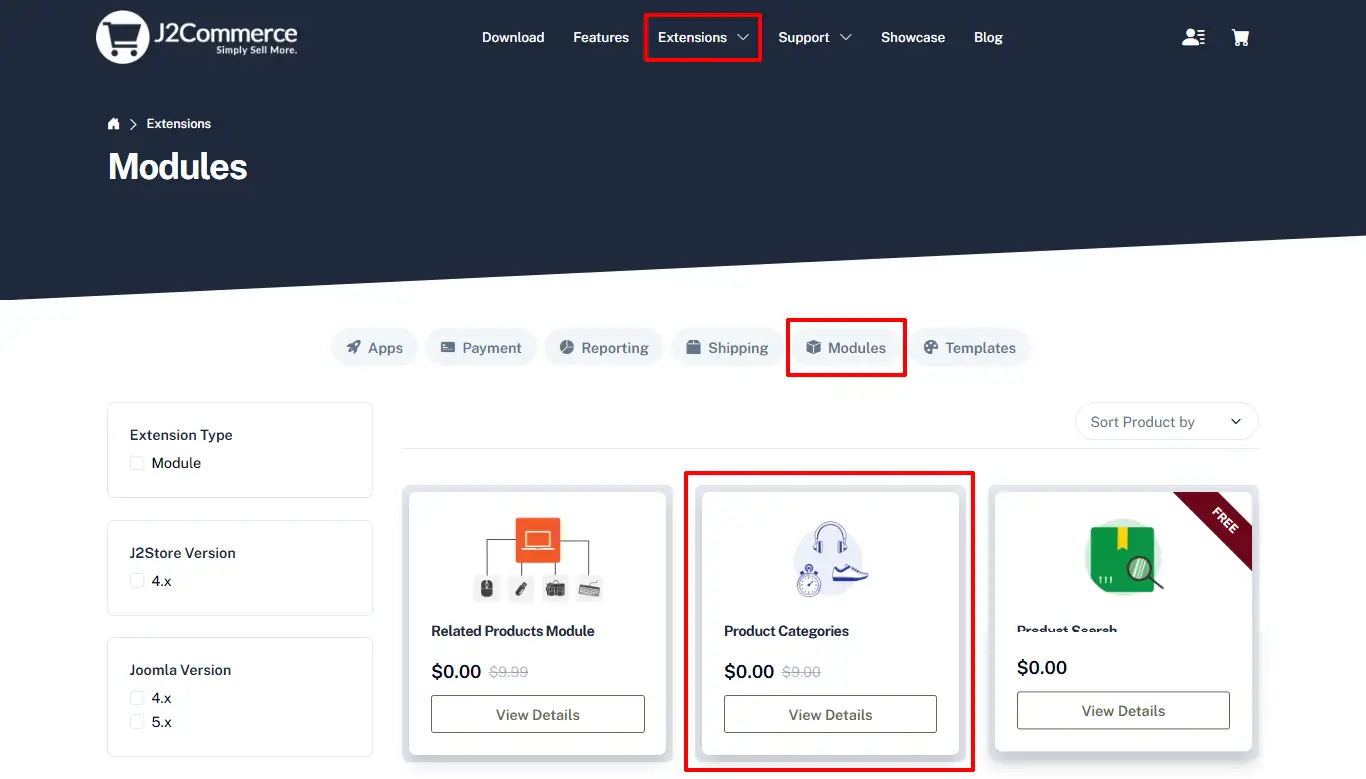 J2Commerce
Simply Sell More.
Download Features Extensions Support Showcase Blog
Extensions
Modules
Apps Payment Reporting Shipping Modules Templates
Extension Type
Module
J2Store Version
4.x
Joomla Version
4.x
5.x
Sort Product by
Related Products Module
$0.00 $9.99
View Details
Product Categories
$0.00 $9.00
View Details
FREE
Product Search
$0.00
View Details